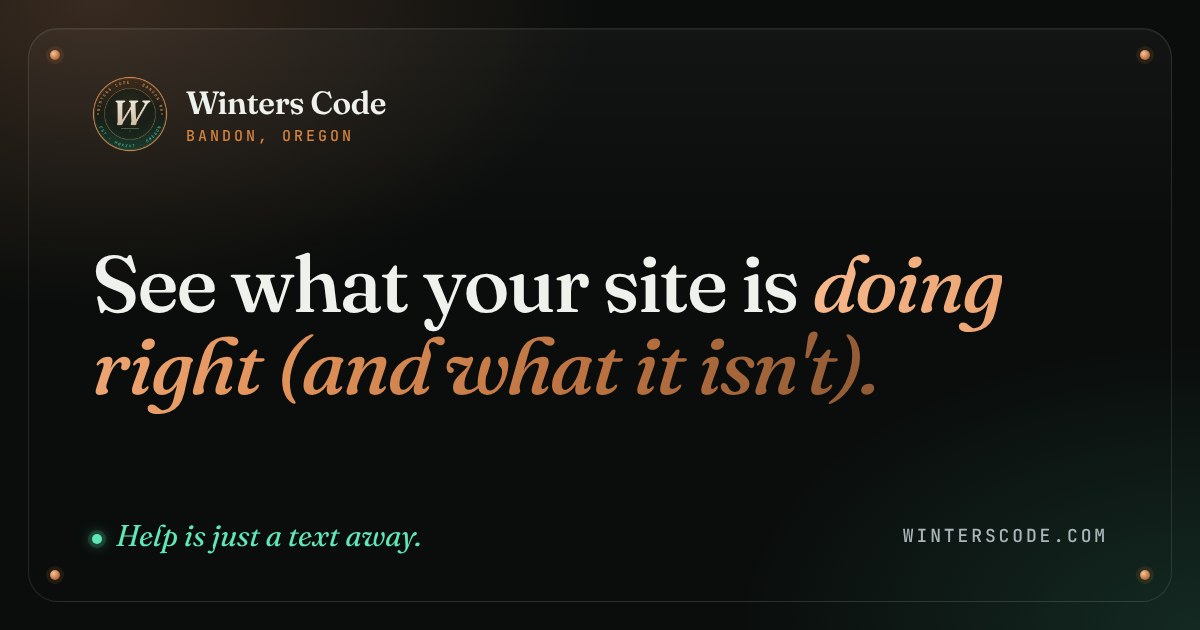 W
Winters Code
BANDON, OREGON
See what your site is doing
right (and what it isn't).
Help is just a text away.
WINTERSCODE.COM